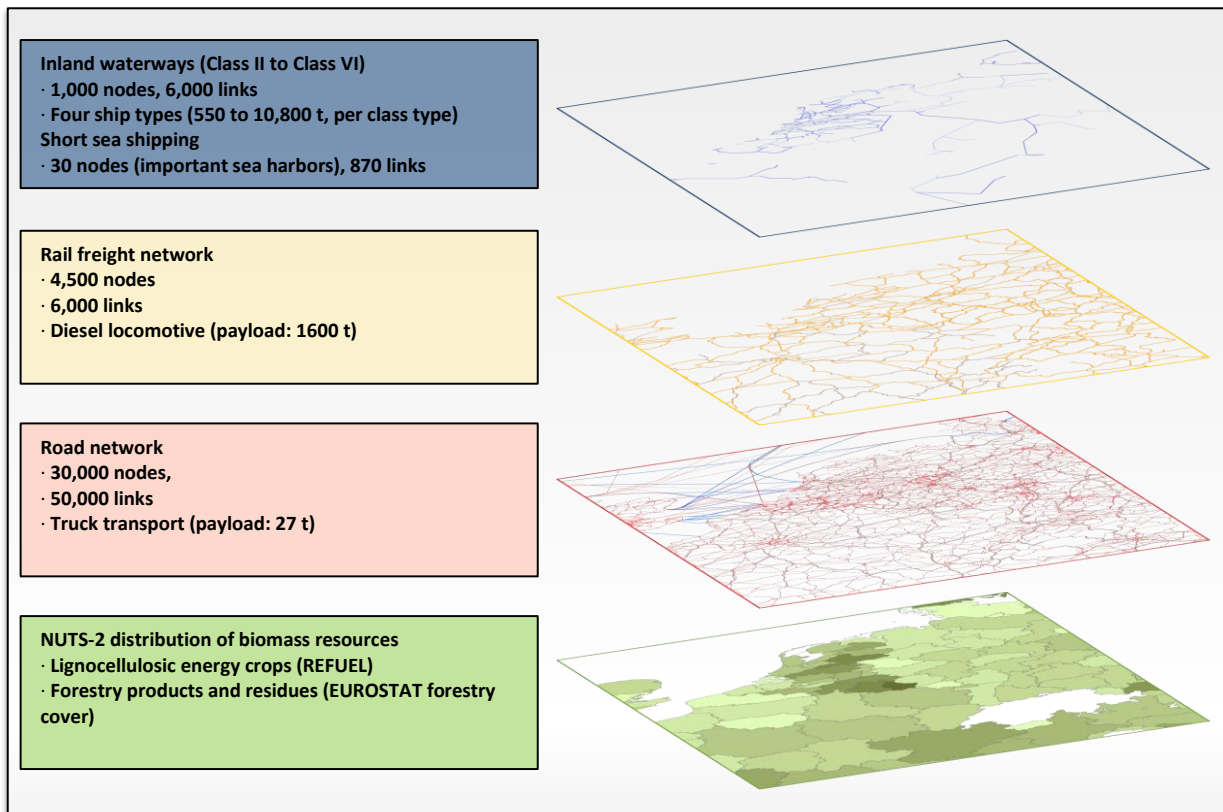 Inland waterways (Class II to Class VI)
· 1,000 nodes, 6,000 links
· Four ship types (550 to 10,800 t, per class type)
Short sea shipping
· 30 nodes (important sea harbors), 870 links
Rail freight network
· 4,500 nodes
· 6,000 links
· Diesel locomotive (payload: 1600 t)
Road network
· 30,000 nodes,
· 50,000 links
· Truck transport (payload: 27 t)
NUTS-2 distribution of biomass resources
· Lignocellulosic energy crops (REFUEL)
· Forestry products and residues (EUROSTAT forestry
cover)